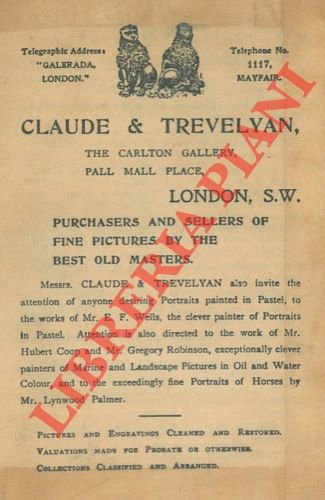 Telegraphic Address:
"GALERADA,
LONDON."
Telephone No.
1117,
MAYFAIR.
CLAUDE & TREVELYAN,
THE CARLTON GALLERY,
PALL MALL PLACE,
LONDON, S.W.
PURCHASERS AND SELLERS OF
FINE PICTURES BY THE
BEST OLD MASTERS.
Messrs. CLAUDE & TREVELYAN also invite the
attention of anyone desiring Portraits painted in Pastel, to
the works of Mr. E. F. Wells, the clever painter of Portraits
in Pastel. Attention is also directed to the work of Mr.
Hubert Coop and Mr. Gregory Robinson, exceptionally clever
painters of Marine and Landscape Pictures in Oil and Water
Colour, and to the exceedingly fine Portraits of Horses by
Mr. Lynwood Palmer.
PICTURES AND ENGRAVINGS CLEANED AND RESTORED.
VALUATIONS MADE FOR PROBATE OR OTHERWISE.
COLLECTIONS CLASSIFIED AND ARRANGED.
LIBRERIA PIANI